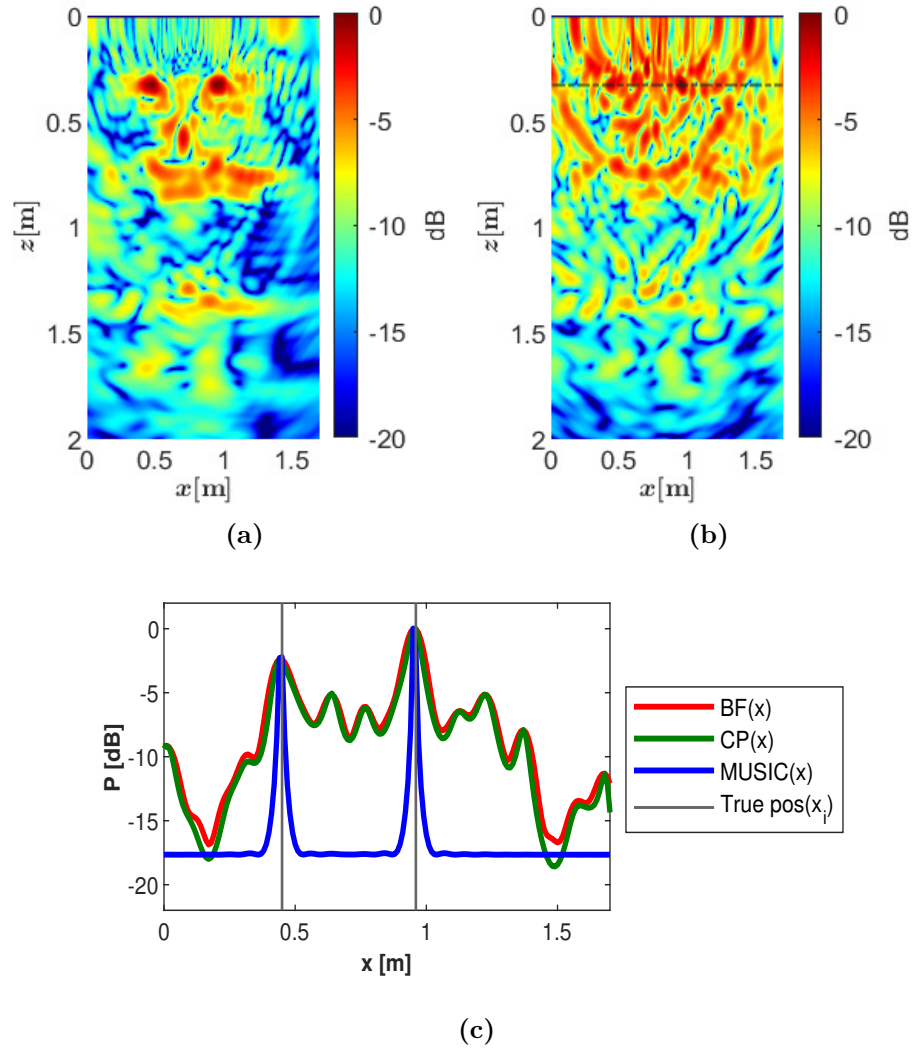 0
0.5
1
1.5
2
z[m]
0 0.5 1 1.5
x[m]
0
-5
-10
-15
-20
dB
(a)
0
0.5
1
1.5
2
z[m]
0 0.5 1 1.5
x[m]
0
-5
-10
-15
-20
dB
(b)
0
-5
-10
-15
-20
P [dB]
0 0.5 1 1.5
x [m]
BF(x)
CP(x)
MUSIC(x)
True pos(x_i)
(c)